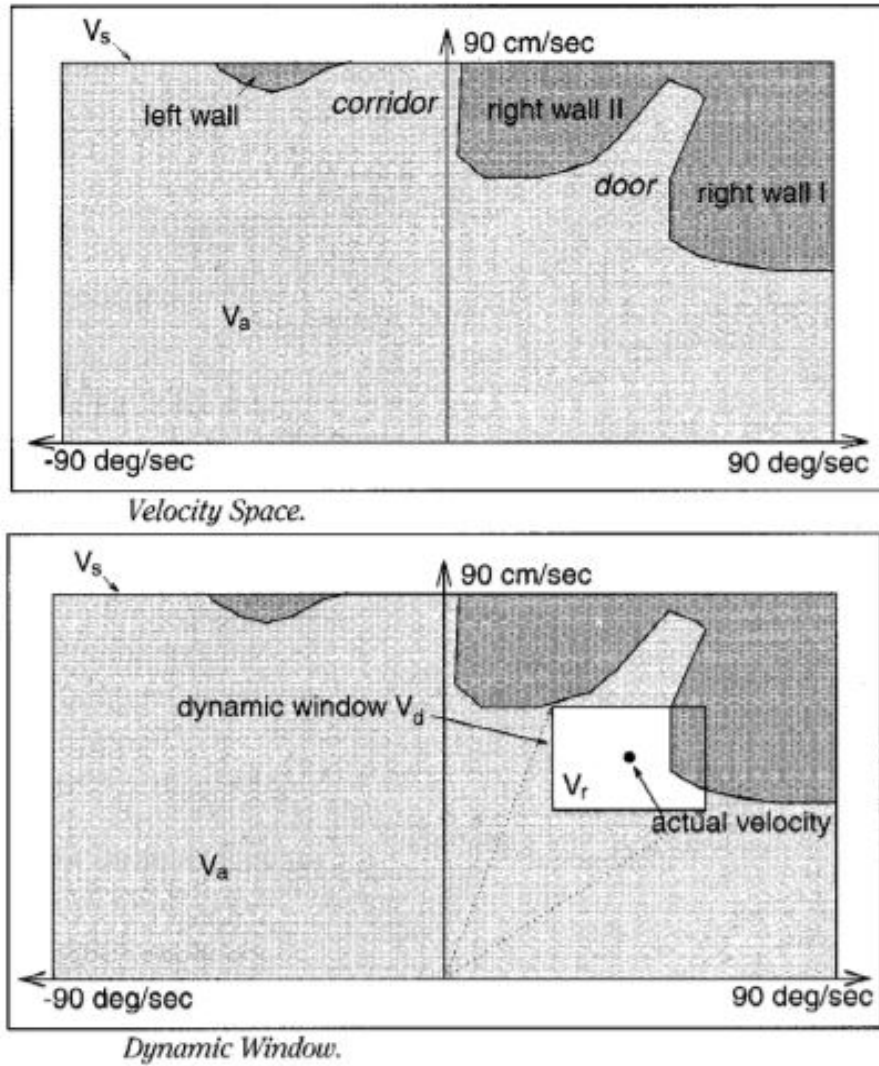 Vs
90 cm/sec
left wall
corridor
right wall II
door
right wall I
Va
-90 deg/sec
90 deg/sec
Velocity Space.
Vs
90 cm/sec
dynamic window Vd
Vr
actual velocity
Va
-90 deg/sec
90 deg/sec
Dynamic Window.